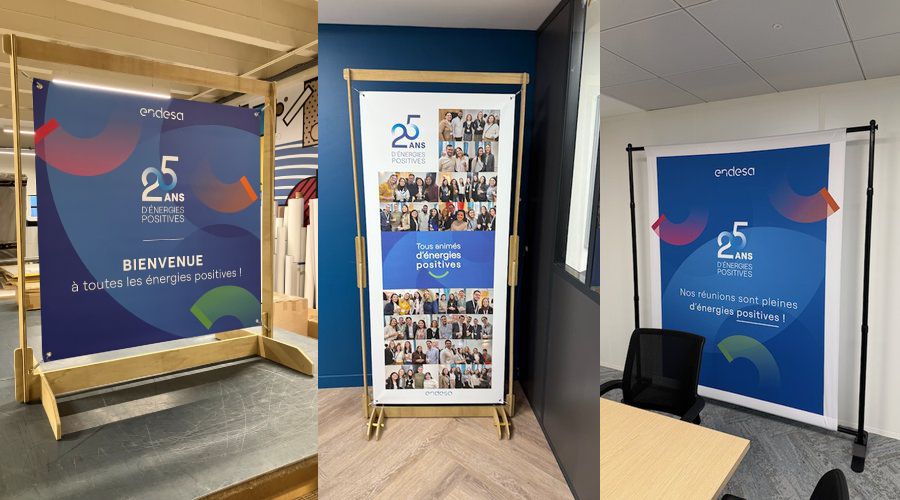 endesa
25
ANS
D'ÉNERGIES
POSITIVES
BIENVENUE
à toutes les énergies positives !
25
ANS
D'ÉNERGIES
POSITIVES
Tous animés
d'énergies
positives
endesa
endesa
25
ANS
D'ÉNERGIES
POSITIVES
Nos réunions sont pleines
d'énergies positives !